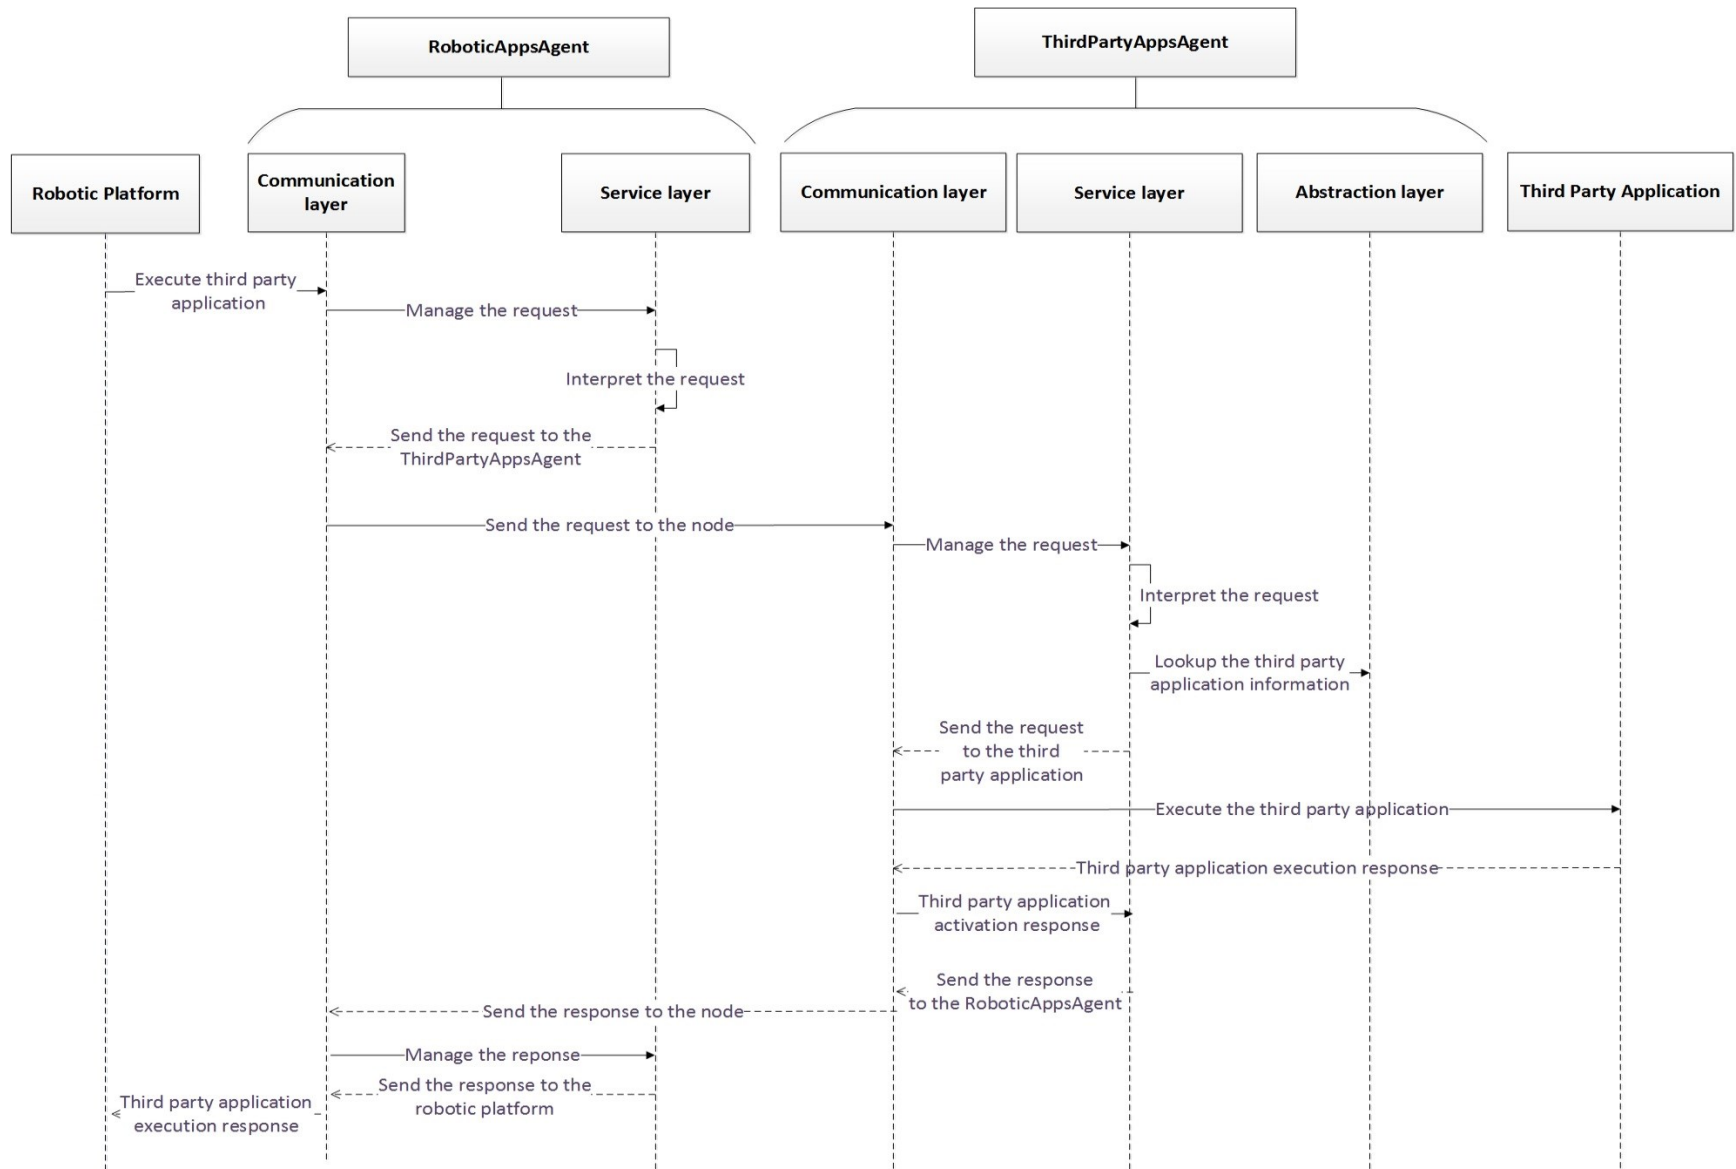 RoboticAppsAgent
ThirdPartyAppsAgent
Robotic Platform
Communication
layer
Service layer
Communication layer
Service layer
Abstraction layer
Third Party Application
Execute third party
application
Manage the request
Interpret the request
Send the request to the
ThirdPartyAppsAgent
Send the request to the node
Manage the request
Interpret the request
Lookup the third party
application information
Send the request
to the third
party application
Execute the third party application
Third party application execution response
Third party application
activation response
Send the response
to the RoboticAppsAgent
Send the response to the node
Manage the reponse
Send the response to the
robotic platform
Third party application
execution response